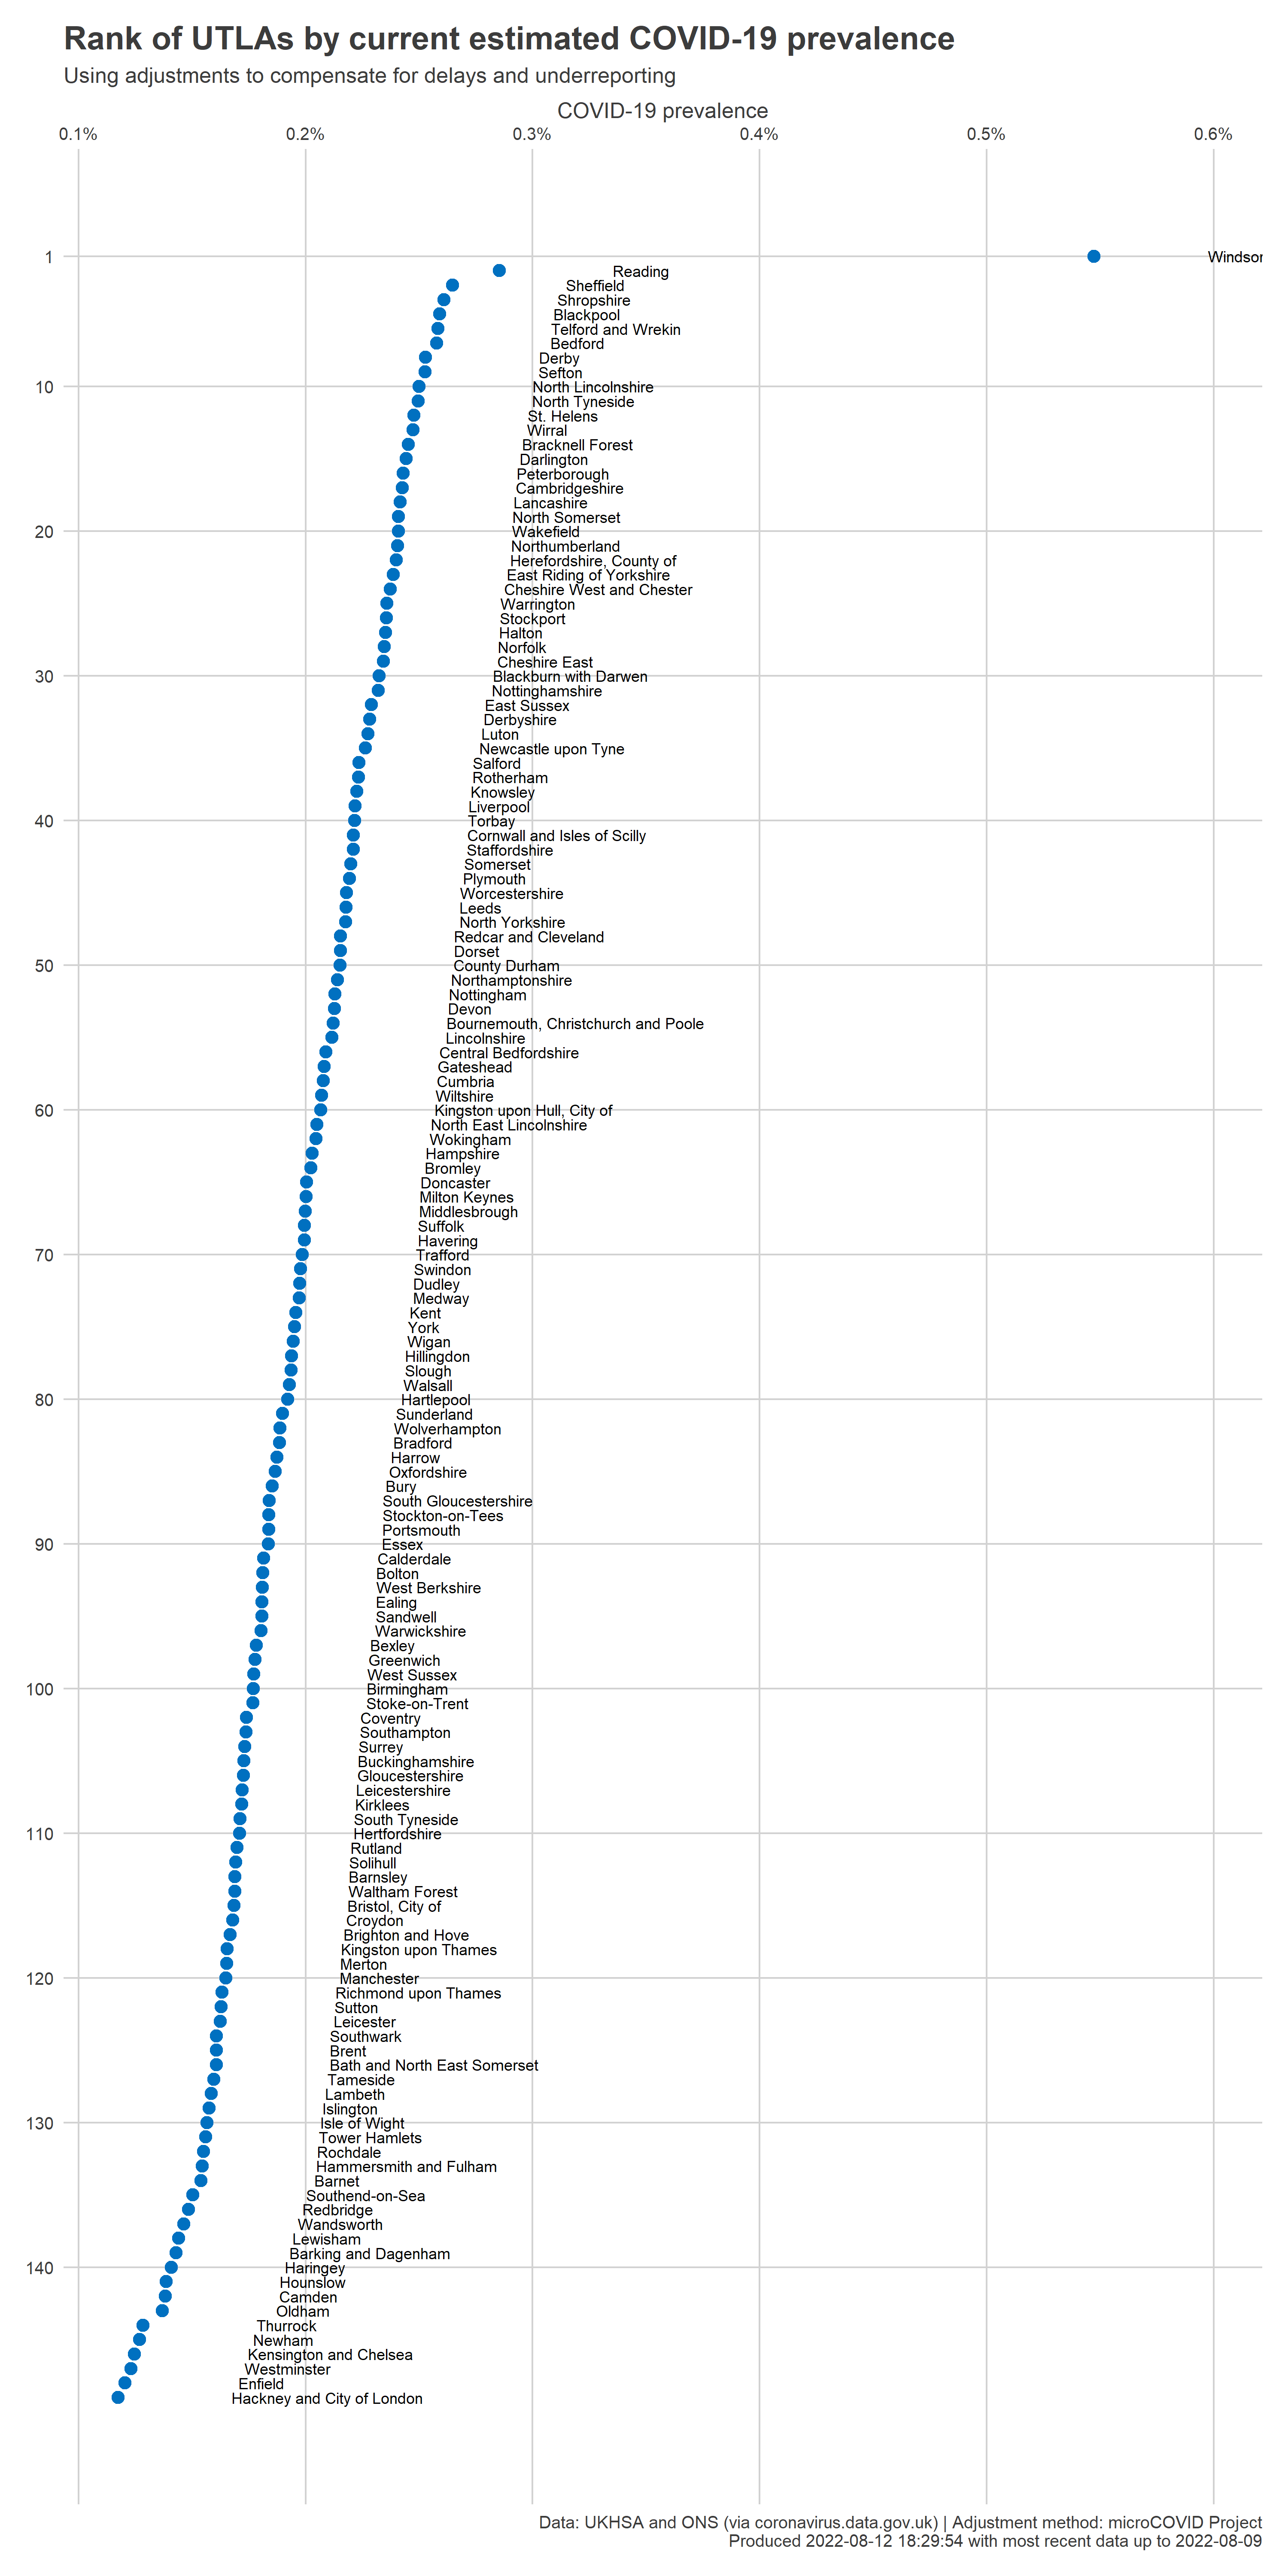 Rank of UTLAs by current estimated COVID-19 prevalence
Using adjustments to compensate for delays and underreporting
COVID-19 prevalence
0.1% 0.2% 0.3% 0.4% 0.5% 0.6%
1 Windsor
Reading
Sheffield
Shropshire
Blackpool
Telford and Wrekin
Bedford
Derby
Sefton
10 North Lincolnshire
North Tyneside
St. Helens
Wirral
Bracknell Forest
Darlington
Peterborough
Cambridgeshire
Lancashire
North Somerset
20 Wakefield
Northumberland
Herefordshire, County of
East Riding of Yorkshire
Cheshire West and Chester
Warrington
Stockport
Halton
Norfolk
Cheshire East
30 Blackburn with Darwen
Nottinghamshire
East Sussex
Derbyshire
Luton
Newcastle upon Tyne
Salford
Rotherham
Knowsley
Liverpool
40 Torbay
Cornwall and Isles of Scilly
Staffordshire
Somerset
Plymouth
Worcestershire
Leeds
North Yorkshire
Redcar and Cleveland
Dorset
50 County Durham
Northamptonshire
Nottingham
Devon
Bournemouth, Christchurch and Poole
Lincolnshire
Central Bedfordshire
Gateshead
Cumbria
Wiltshire
60 Kingston upon Hull, City of
North East Lincolnshire
Wokingham
Hampshire
Bromley
Doncaster
Milton Keynes
Middlesbrough
Suffolk
Havering
70 Trafford
Swindon
Dudley
Medway
Kent
York
Wigan
Hillingdon
Slough
Walsall
80 Hartlepool
Sunderland
Wolverhampton
Bradford
Harrow
Oxfordshire
Bury
South Gloucestershire
Stockton-on-Tees
Portsmouth
90 Essex
Calderdale
Bolton
West Berkshire
Ealing
Sandwell
Warwickshire
Bexley
Greenwich
West Sussex
100 Birmingham
Stoke-on-Trent
Coventry
Southampton
Surrey
Buckinghamshire
Gloucestershire
Leicestershire
Kirklees
South Tyneside
110 Hertfordshire
Rutland
Solihull
Barnsley
Waltham Forest
Bristol, City of
Croydon
Brighton and Hove
Kingston upon Thames
Merton
120 Manchester
Richmond upon Thames
Sutton
Leicester
Southwark
Brent
Bath and North East Somerset
Tameside
Lambeth
Islington
130 Isle of Wight
Tower Hamlets
Rochdale
Hammersmith and Fulham
Barnet
Southend-on-Sea
Redbridge
Wandsworth
Lewisham
Barking and Dagenham
140 Haringey
Hounslow
Camden
Oldham
Thurrock
Newham
Kensington and Chelsea
Westminster
Enfield
Hackney and City of London
Data: UKHSA and ONS (via coronavirus.data.gov.uk) | Adjustment method: microCOVID Project
Produced 2022-08-12 18:29:54 with most recent data up to 2022-08-09